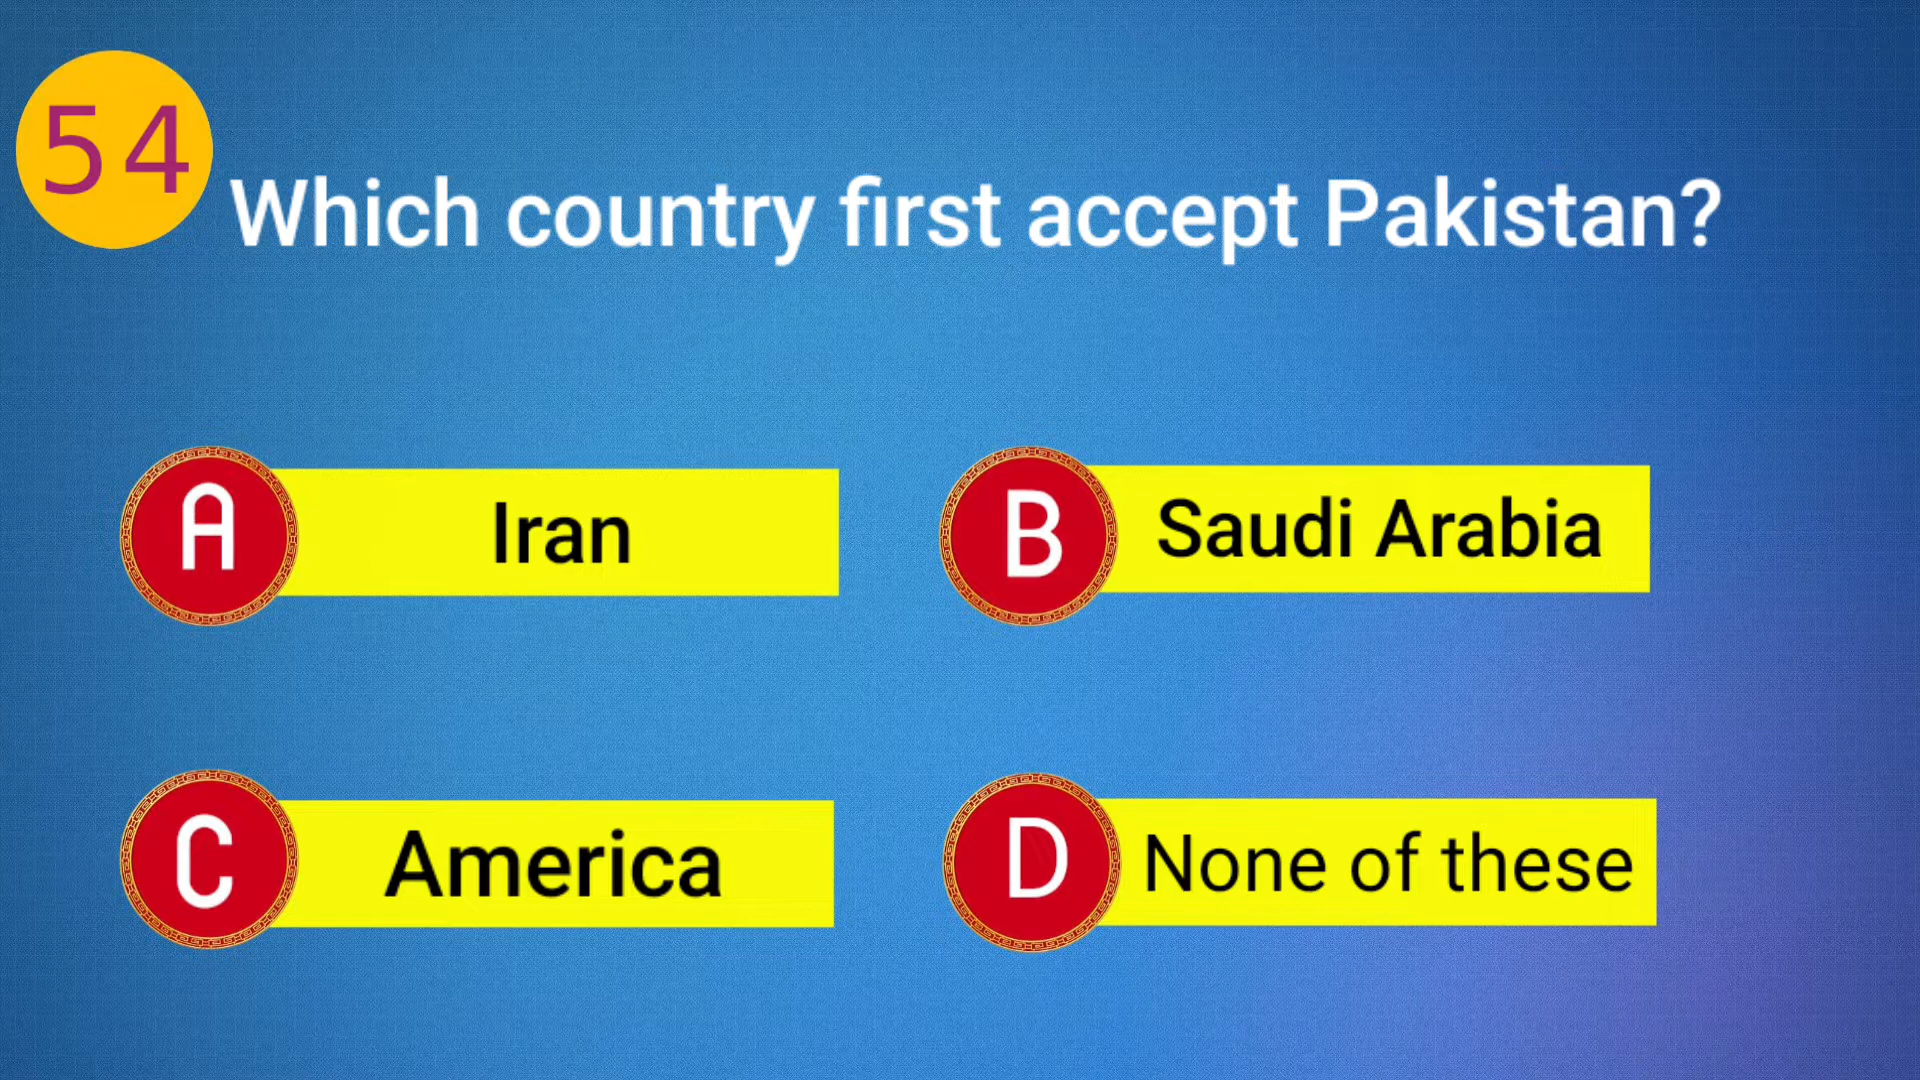 54
Which country first accept Pakistan?
A Iran
B Saudi Arabia
C America
D None of these